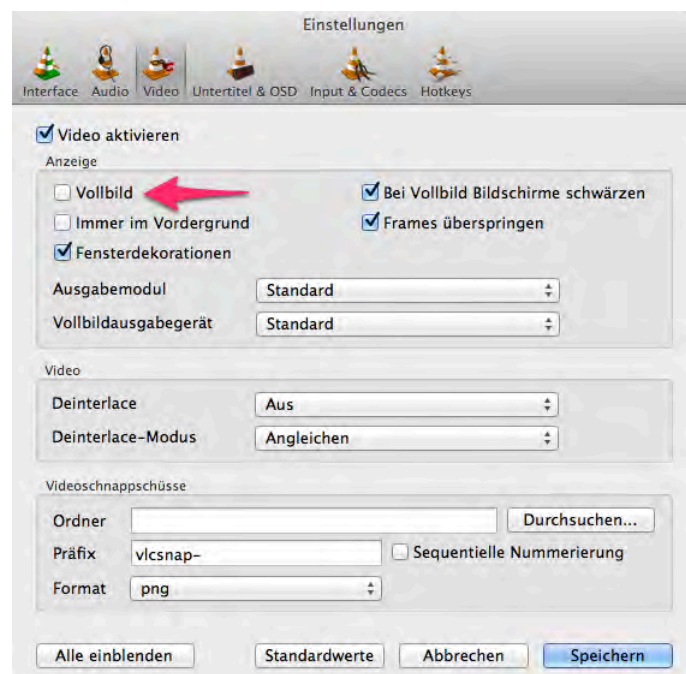 Einstellungen
Interface Audio Video Untertitel & OSD Input & Codecs Hotkeys
Video aktivieren
Anzeige
Vollbild Bei Vollbild Bildschirme schwärzen
Immer im Vordergrund Frames überspringen
Fensterdekorationen
Ausgabemodul Standard
Vollbildausgabegerät Standard
Video
Deinterlace Aus
Deinterlace-Modus Angleichen
Videoschnappschüsse
Ordner Durchsuchen...
Präfix vlcsnap- Sequentielle Nummerierung
Format png
Alle einblenden Standardwerte Abbrechen Speichern